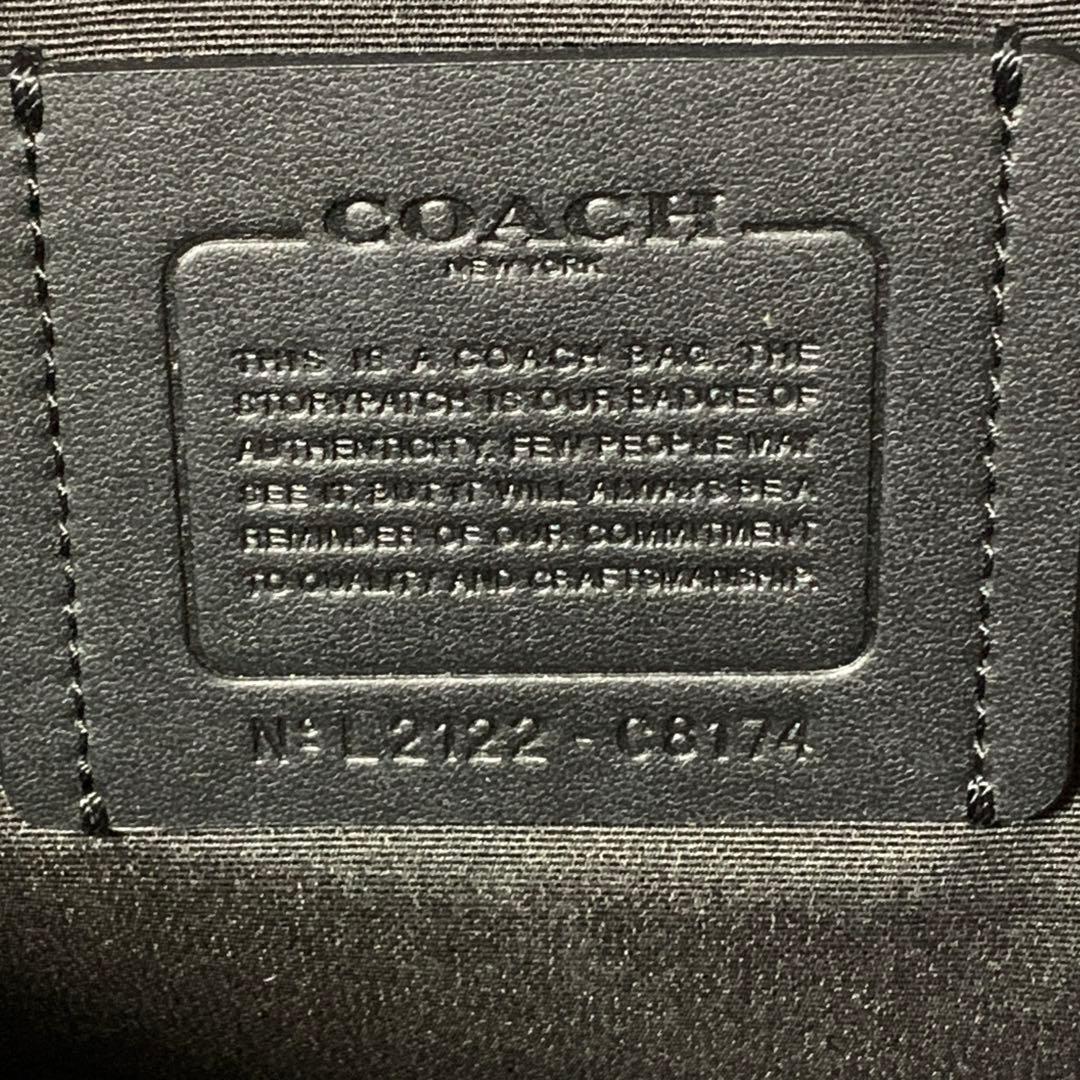 COACH
NEW YORK
THIS IS A COACH BAG. THE
STORYPATCH IS OUR BADGE OF
AUTHENTICITY. FEW PEOPLE MAY
SEE IT, BUT IT WILL ALWAYS BE A
REMINDER OF OUR COMMITMENT
TO QUALITY AND CRAFTSMANSHIP.
Nº L2122 - C8174